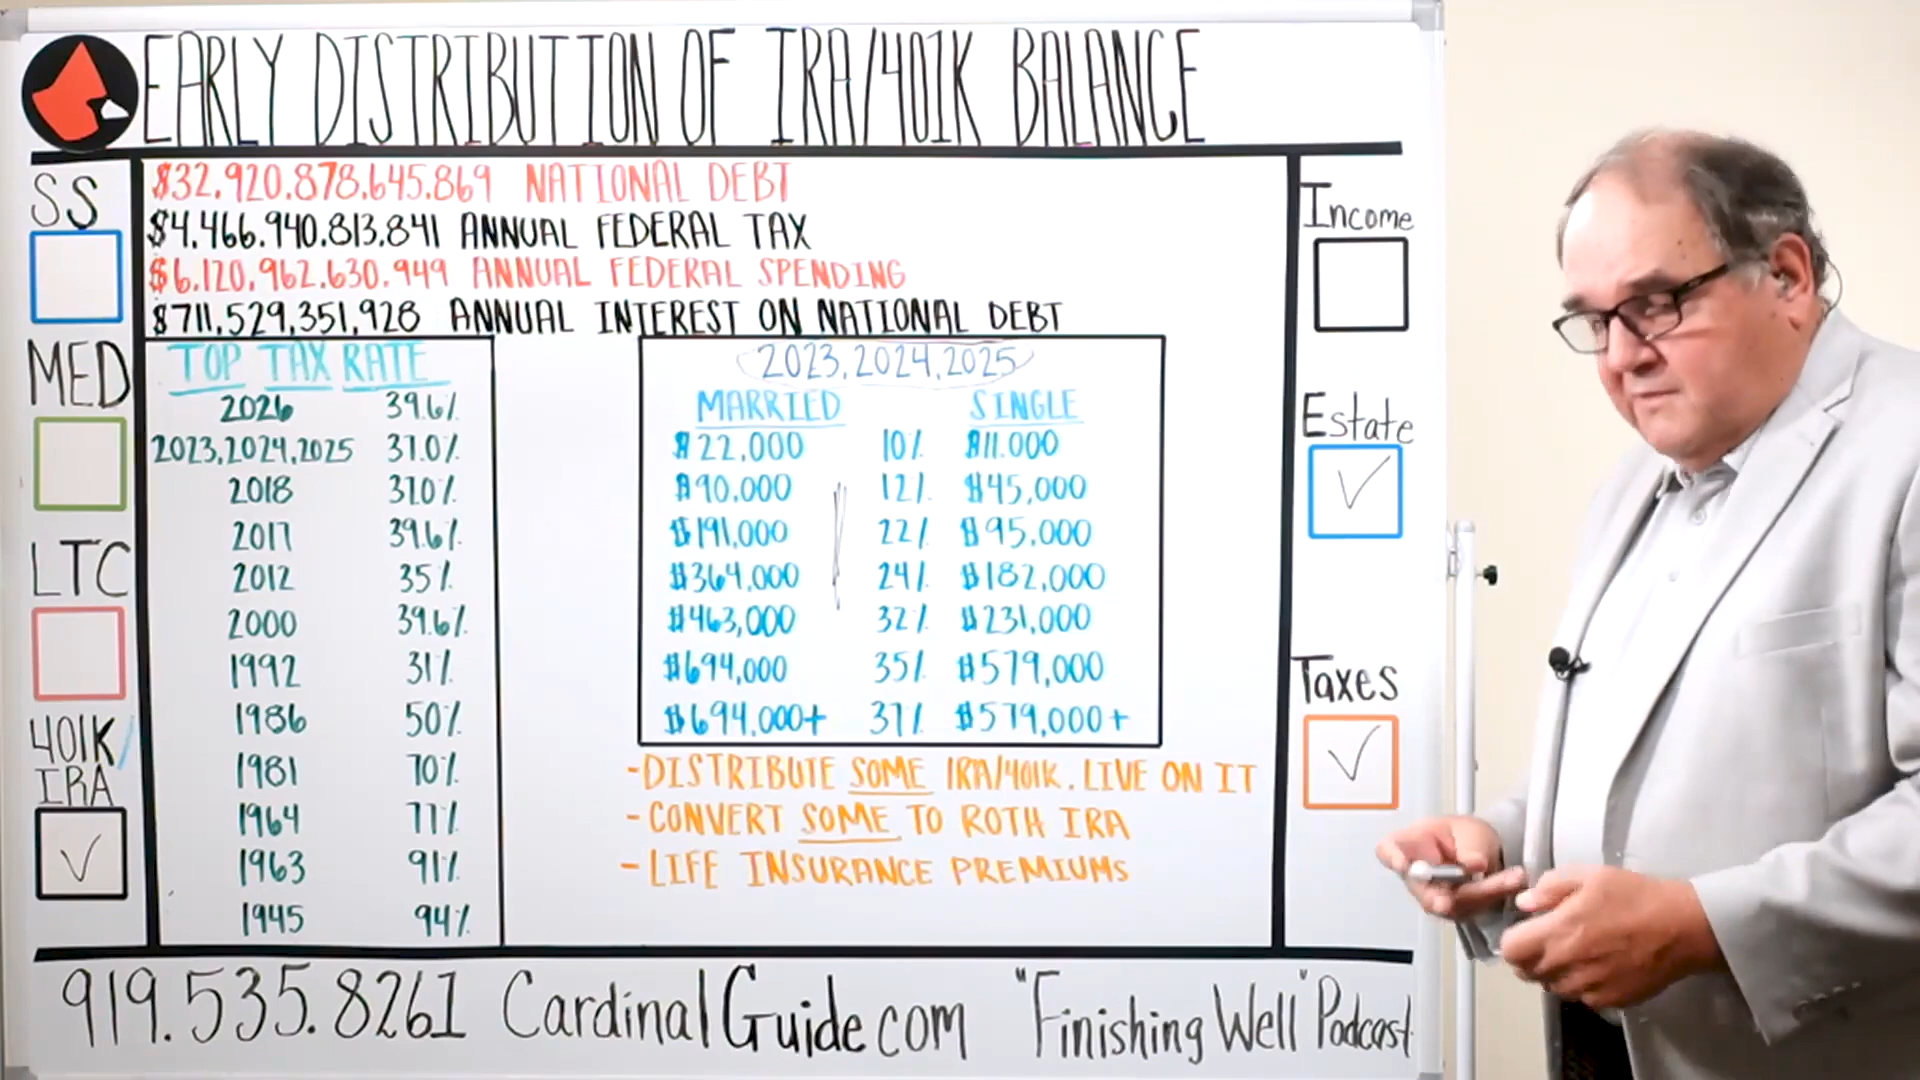 EARLY DISTRIBUTION OF IRA/401K BALANCE
SS
MED
LTC
401K/
IRA
$32.920.878.645.869 NATIONAL DEBT
$4.466.940.813.841 ANNUAL FEDERAL TAX
$6.120.962.630.949 ANNUAL FEDERAL SPENDING
$711,529,351,928 ANNUAL INTEREST ON NATIONAL DEBT
TOP TAX RATE
2026 39.6%
2023,2024,2025 37.0%
2018 37.0%
2017 39.6%
2012 35%
2000 39.6%
1992 31%
1986 50%
1981 70%
1964 77%
1963 91%
1945 94%
2023,2024,2025
MARRIED SINGLE
$22,000 10% $11.000
$90,000 12% $45,000
$191,000 22% $95,000
$364,000 24% $182,000
$463,000 32% $231,000
$694,000 35% $579,000
$694,000+ 37% $579,000+
-DISTRIBUTE SOME IRA/401K. LIVE ON IT
-CONVERT SOME TO ROTH IRA
-LIFE INSURANCE PREMIUMS
Income
Estate
Taxes
919.535.8261 CardinalGuide.com "Finishing Well" Podcast